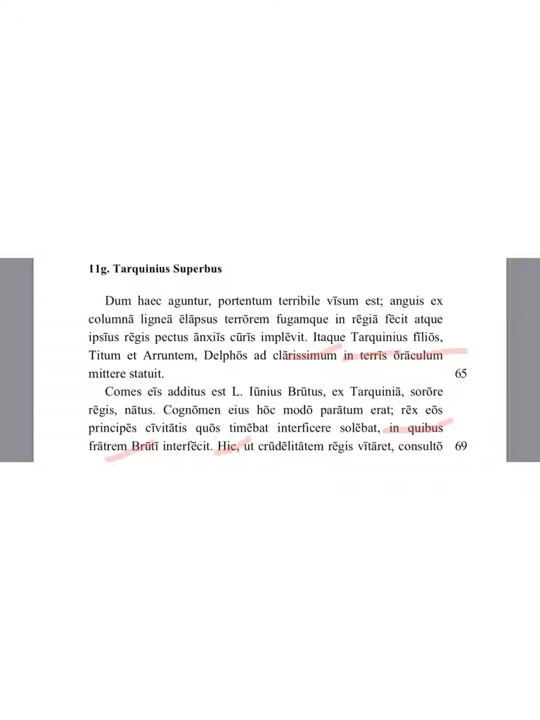 11g. Tarquinius Superbus
Dum haec aguntur, portentum terribile vīsum est; anguis ex
columnā ligneā ēlāpsus terrōrem fugamque in rēgiā fēcit atque
ipsīus rēgis pectus ānxiīs cūrīs implēvit. Itaque Tarquinius fīliōs,
Titum et Arruntem, Delphōs ad clārissimum in terrīs ōrāculum
mittere statuit. 65
Comes eīs additus est L. Iūnius Brūtus, ex Tarquiniā, sorōre
rēgis, nātus. Cognōmen eius hōc modō parātum erat; rēx eōs
principēs cīvitātis quōs timēbat interficere solēbat, in quibus
frātrem Brūtī interfēcit. Hic, ut crūdēlitātem rēgis vītāret, consultō 69